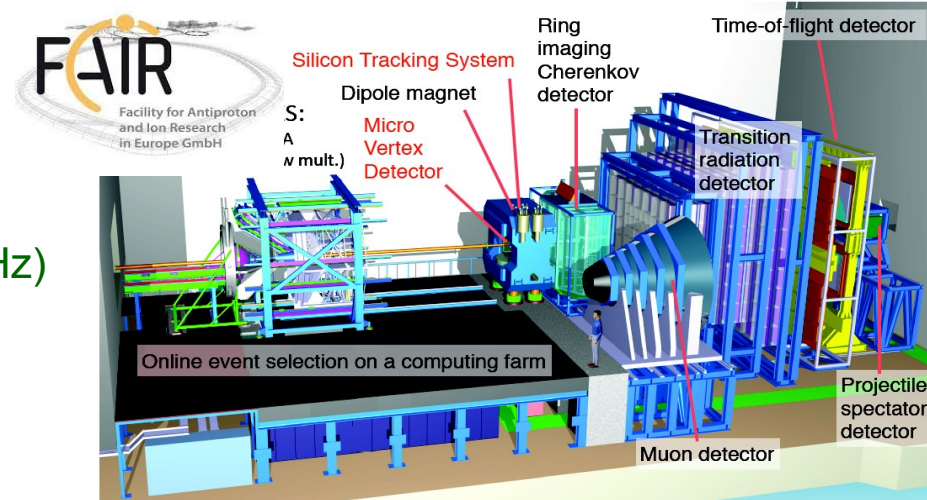 FAIR
Facility for Antiproton
and Ion Research
in Europe GmbH
S:
A
w mult.)
Hz)
Silicon Tracking System
Dipole magnet
Micro
Vertex
Detector
Ring
imaging
Cherenkov
detector
Time-of-flight detector
Transition
radiation
detector
Online event selection on a computing farm
Projectile
spectator
detector
Muon detector